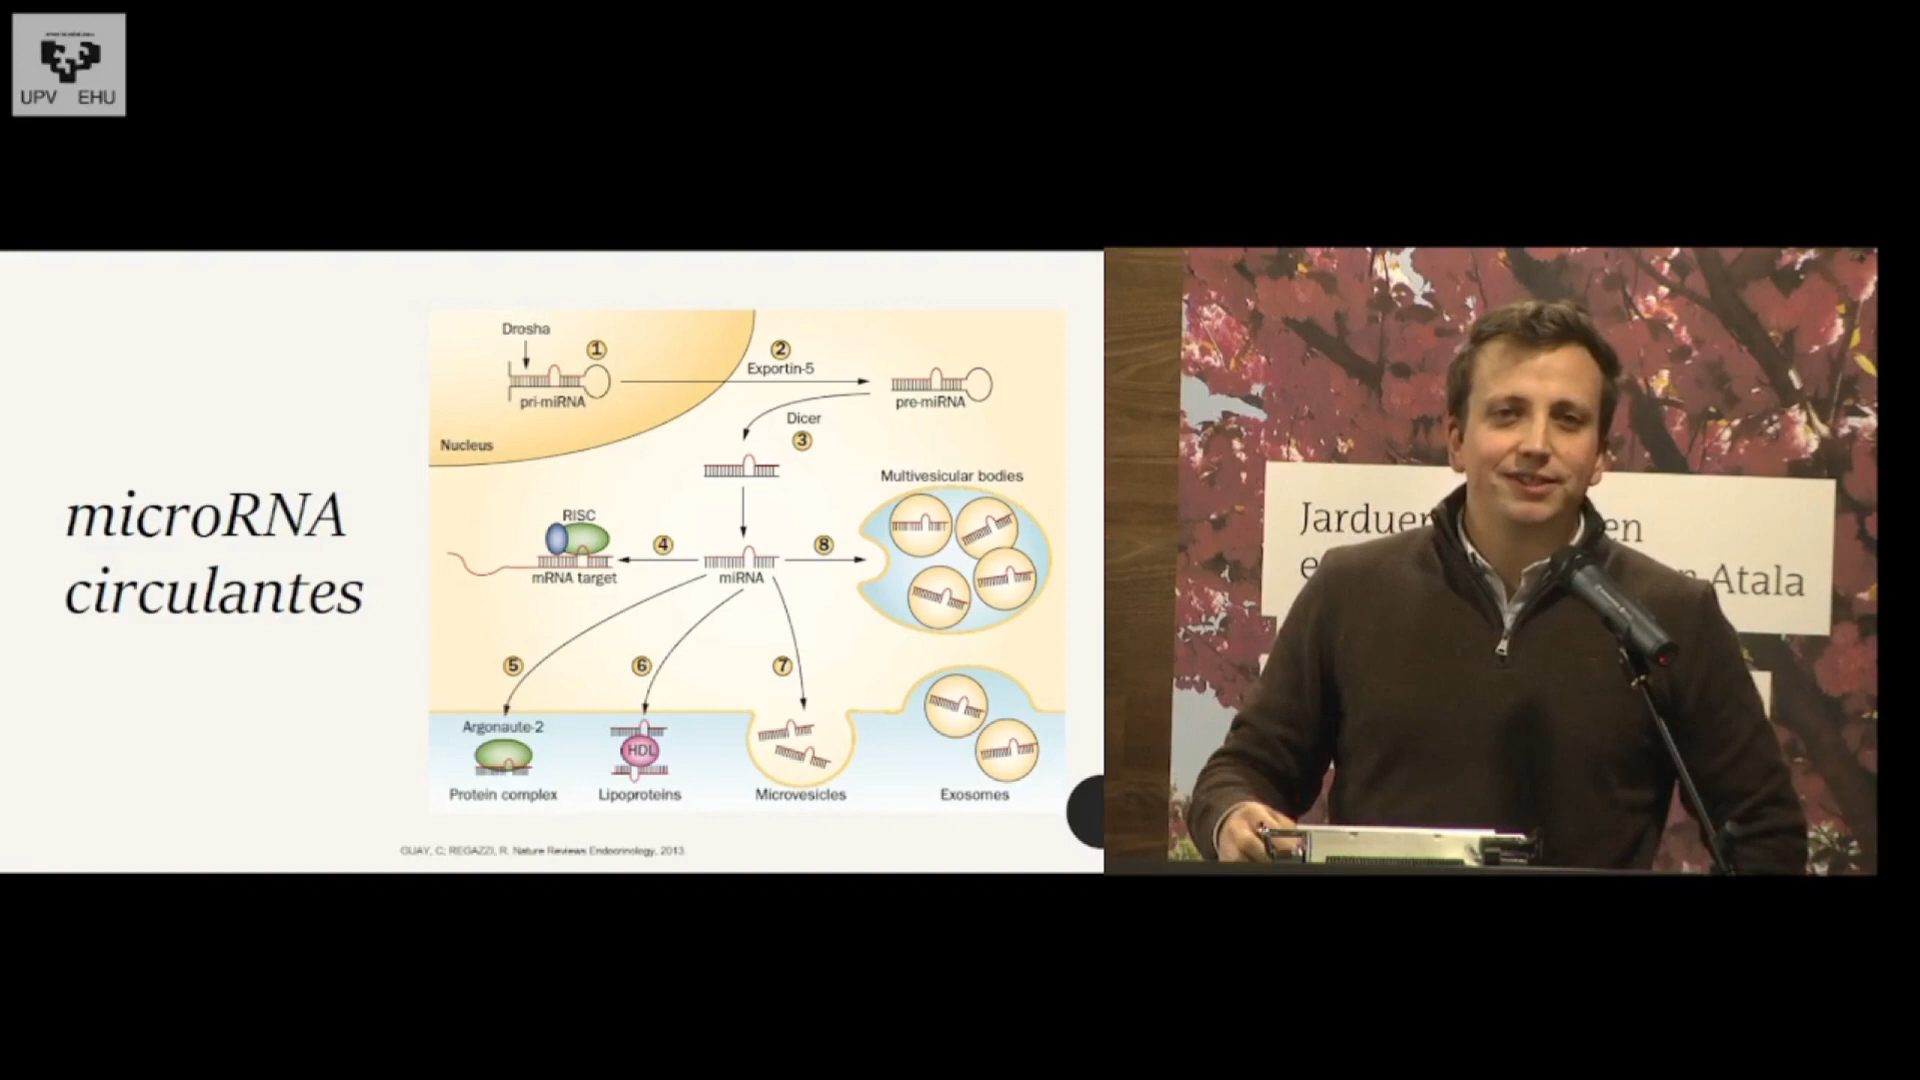 UPV EHU
microRNA
circulantes
Drosha
1
pri-miRNA
Nucleus
2
Exportin-5
pre-miRNA
Dicer
3
Multivesicular bodies
RISC
4
mRNA target
miRNA
8
5
6
7
Argonaute-2
HDL
Protein complex
Lipoproteins
Microvesicles
Exosomes
GUAY, C; REGAZZI, R. Nature Reviews Endocrinology, 2013
en
Atala